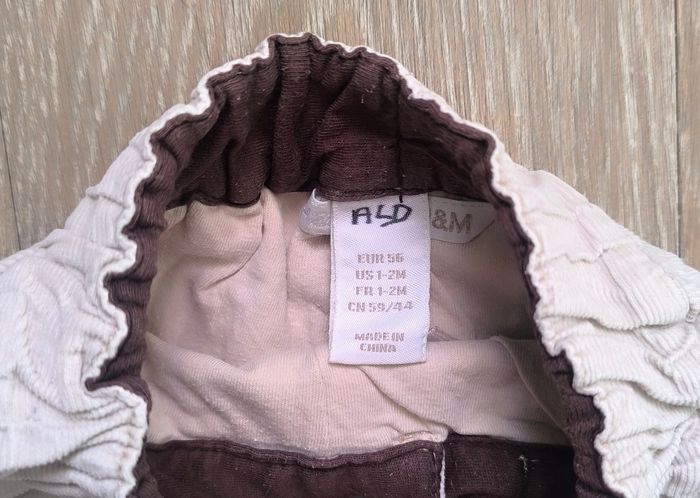 ALD
&M
EUR 56
US 1-2M
FR 1-2M
CN 59/44
MADE IN
CHINA